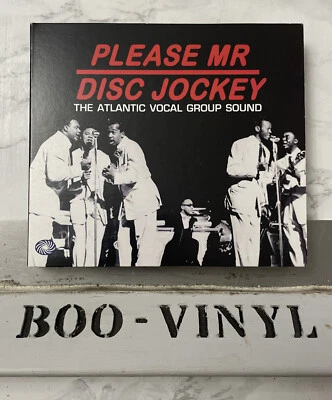 PLEASE MR
DISC JOCKEY
THE ATLANTIC VOCAL GROUP SOUND
BOO-VINYL